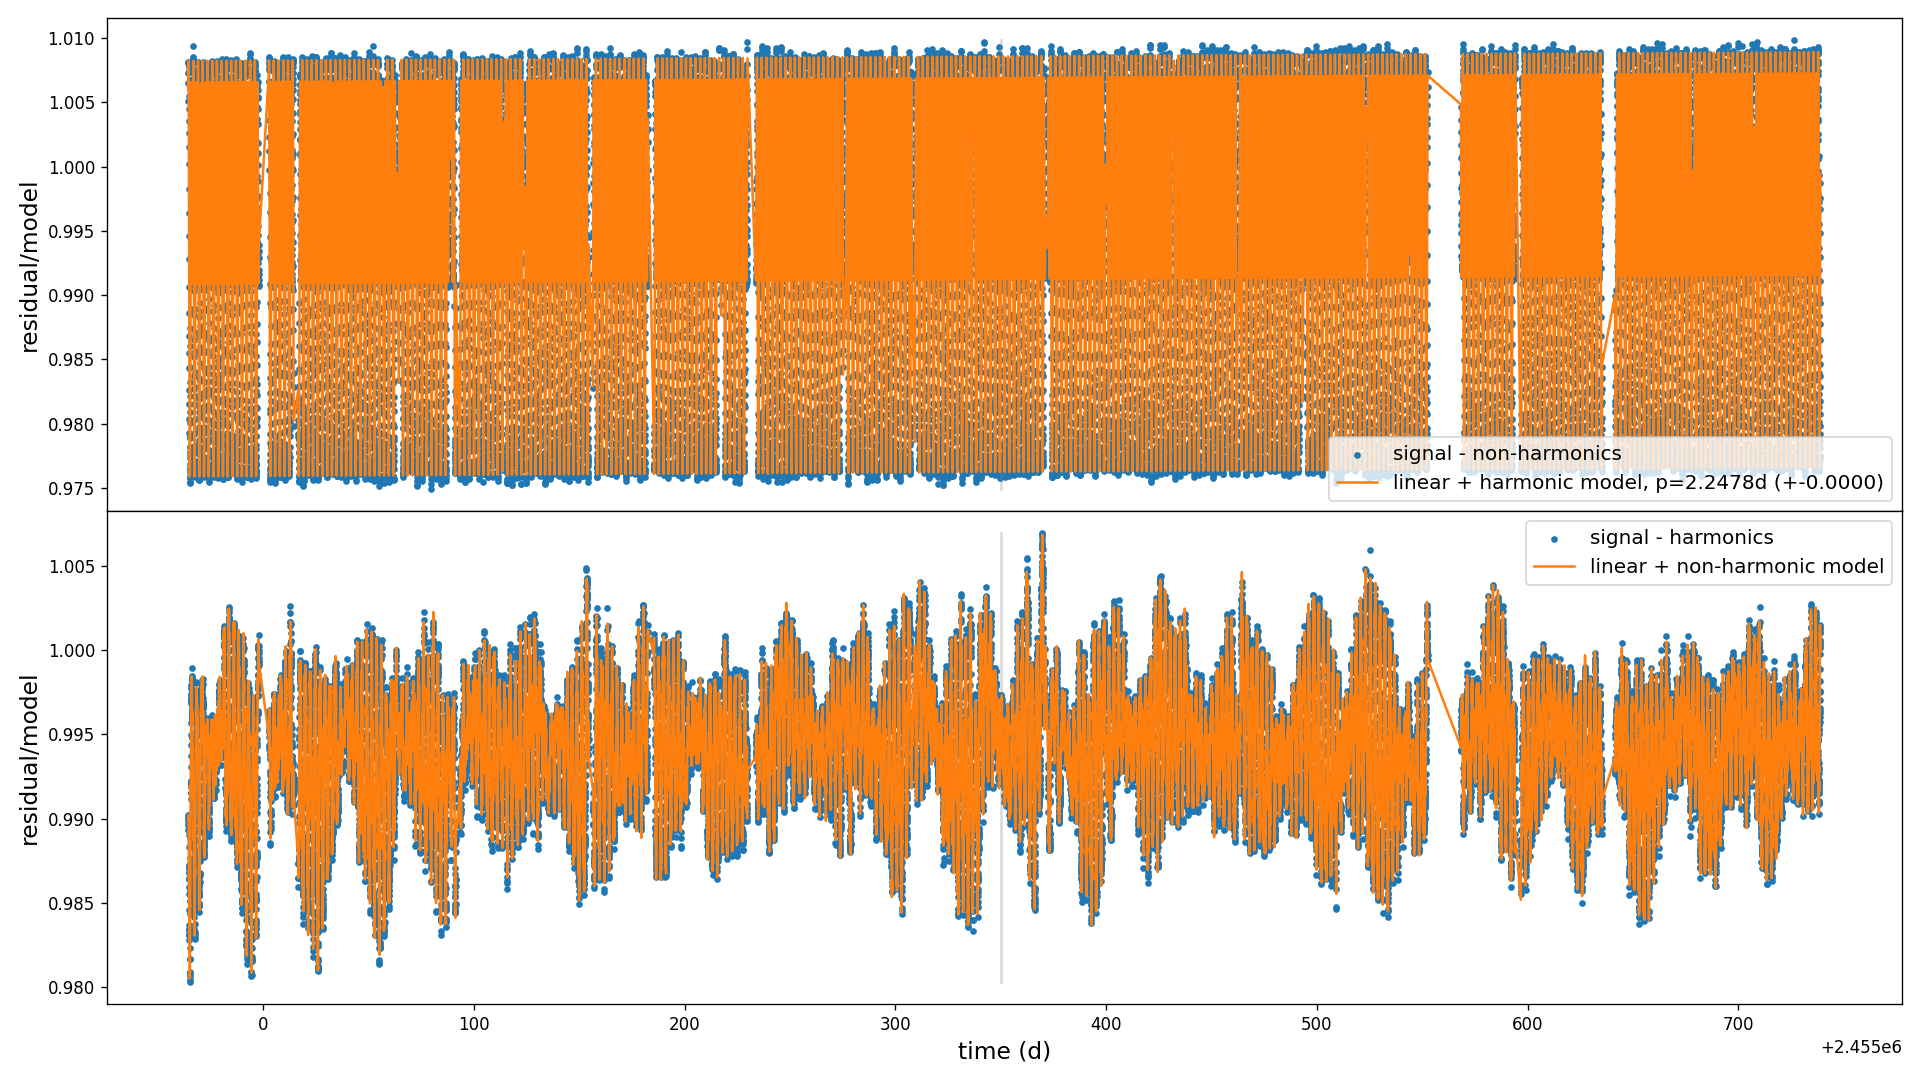 1.010
1.005
1.000
0.995
0.990
0.985
0.980
0.975
residual/model
signal - non-harmonics
linear + harmonic model, p=2.2478d (+-0.0000)
1.005
1.000
0.995
0.990
0.985
0.980
residual/model
signal - harmonics
linear + non-harmonic model
0 100 200 300 400 500 600 700
time (d)
+2.455e6